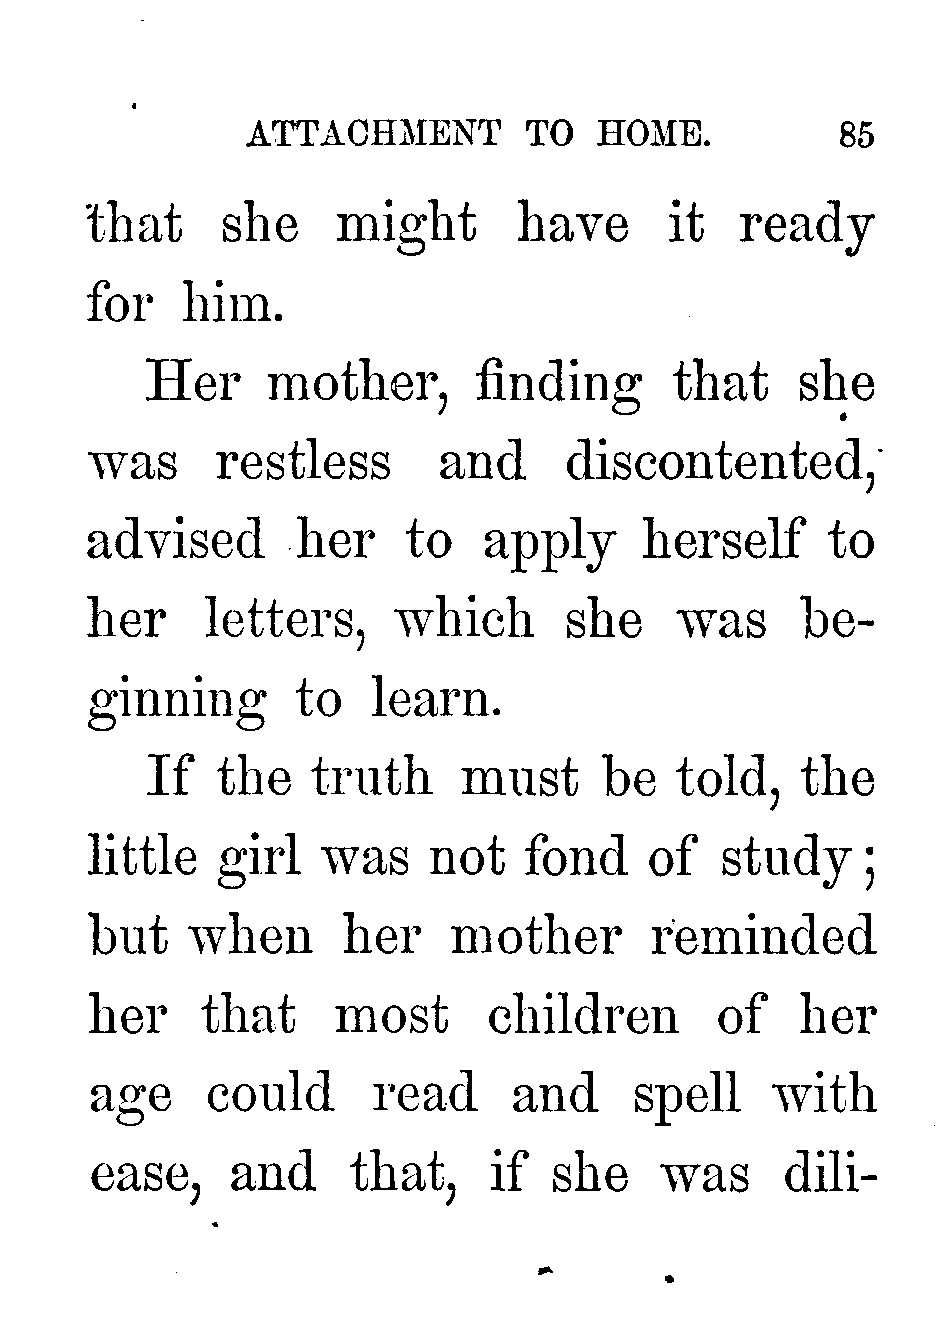 ATTACHMENT TO HOME. 85
that she might have it ready
for him.
Her mother, finding that she
was restless and discontented,
advised her to apply herself to
her letters, which she was be-
ginning to learn.
If the truth must be told, the
little girl was not fond of study;
but when her mother reminded
her that most children of her
age could read and spell with
ease, and that, if she was dili-